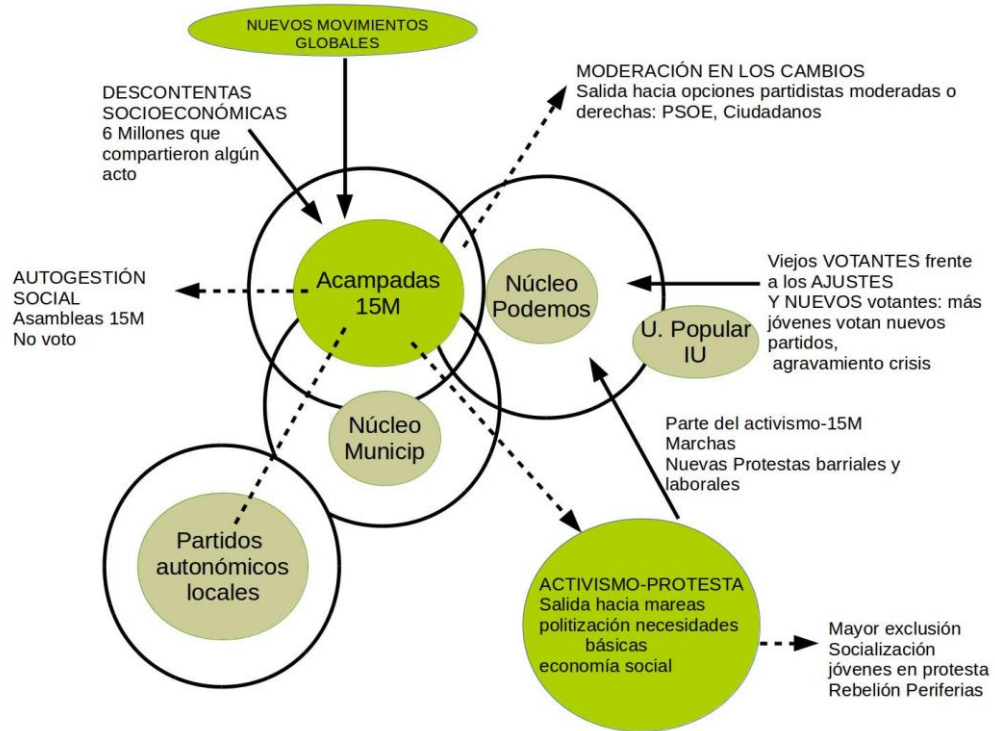 NUEVOS MOVIMIENTOS
GLOBALES
DESCONTENTAS
SOCIOECONÓMICAS
6 Millones que
compartieron algún
acto
MODERACIÓN EN LOS CAMBIOS
Salida hacia opciones partidistas moderadas o
derechas: PSOE, Ciudadanos
AUTOGESTIÓN
SOCIAL
Asambleas 15M
No voto
Acampadas
15M
Núcleo
Podemos
U. Popular
IU
Viejos VOTANTES frente
a los AJUSTES
Y NUEVOS votantes: más
jóvenes votan nuevos
partidos,
agravamiento crisis
Núcleo
Municip
Parte del activismo-15M
Marchas
Nuevas Protestas barriales y
laborales
Partidos
autonómicos
locales
ACTIVISMO-PROTESTA
Salida hacia mareas
politización necesidades
básicas
economía social
Mayor exclusión
Socialización
jóvenes en protesta
Rebelión Periferias